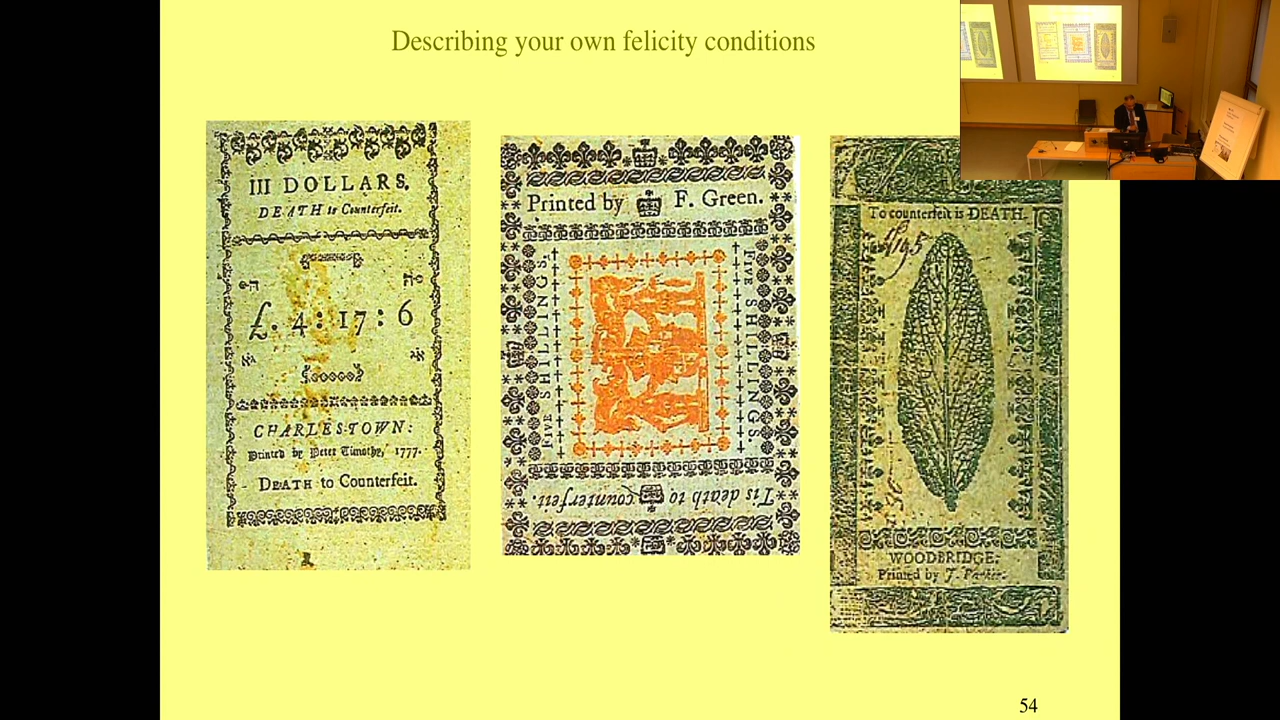 Describing your own felicity conditions
III DOLLARS.
DEATH to Counterfeit.
£. 4 : 17 : 6
CHARLESTOWN:
Printed by Peter Timothy, 1777.
DEATH to Counterfeit.
Printed by F. Green.
FIVE SHILLINGS.
FIVE SHILLINGS.
'Tis death to counterfeit.
To counterfeit is DEATH.
WOODBRIDGE:
Printed by J. Parker.
54